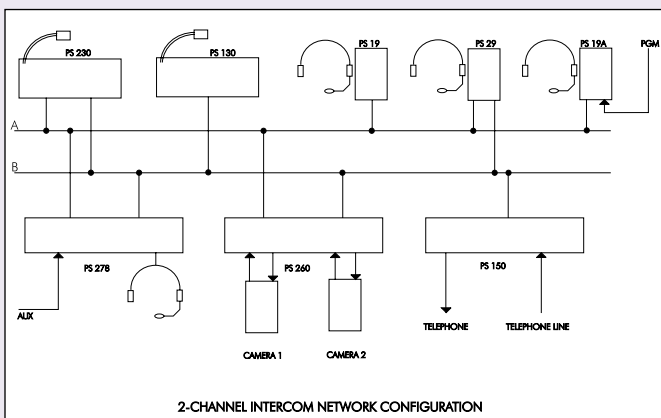 PS 230
PS 130
PS 19
PS 29
PS 19A
PGM
A
B
PS 278
PS 260
PS 150
AUX
TELEPHONE
TELEPHONE LINE
CAMERA 1
CAMERA 2
2-CHANNEL INTERCOM NETWORK CONFIGURATION